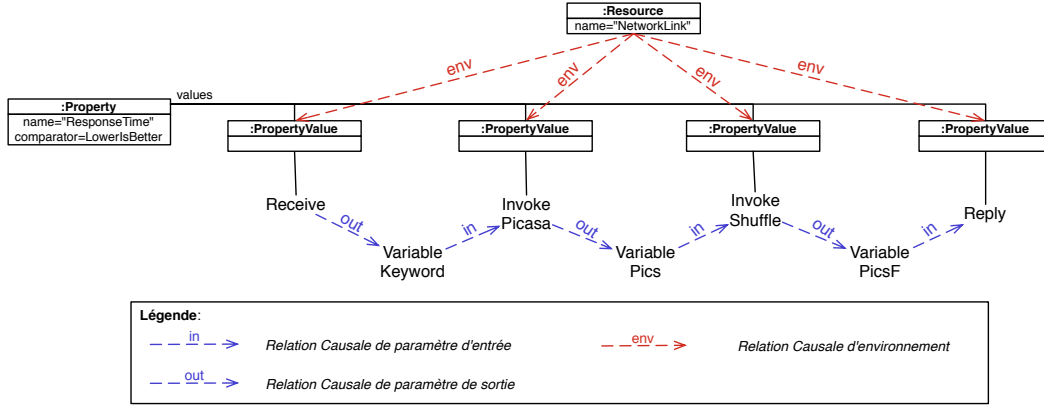 :Resource
name="NetworkLink"
env
env
env
env
values
:Property
name="ResponseTime"
comparator=LowerIsBetter
:PropertyValue
:PropertyValue
:PropertyValue
:PropertyValue
Receive
out
Variable
Keyword
in
Invoke
Picasa
out
Variable
Pics
in
Invoke
Shuffle
out
Variable
PicsF
in
Reply
Légende:
in
Relation Causale de paramètre d'entrée
env
Relation Causale d'environnement
out
Relation Causale de paramètre de sortie